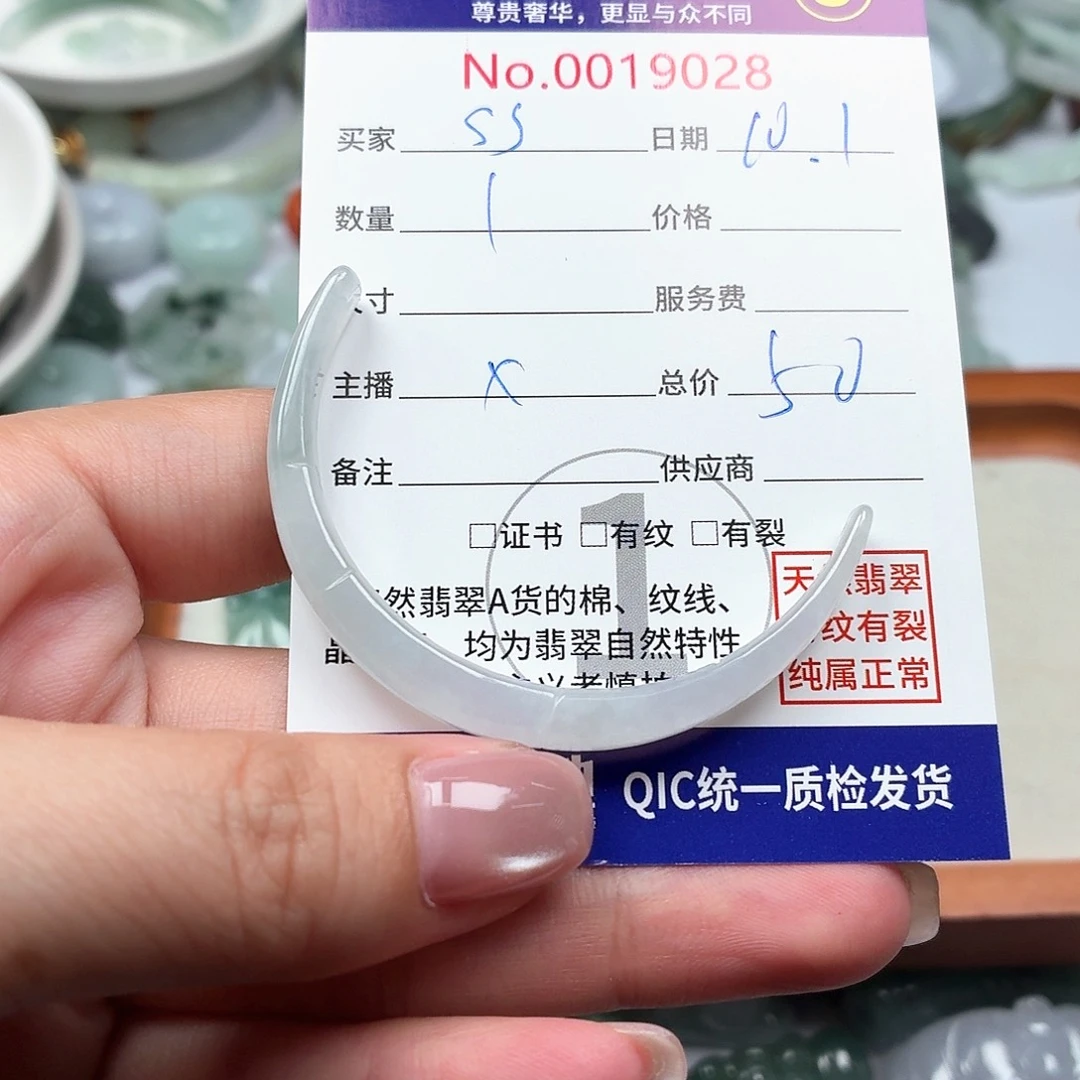 尊贵奢华，更显与众不同
No.0019028
买家 SS 日期 10.1
数量 1 价格
寸 服务费
主播 X 总价 50
备注 供应商
□证书 □有纹 □有裂
1
然翡翠A货的棉、纹线、
均为翡翠自然特性
天 翡翠
纹有裂
纯属正常
QIC统一质检发货